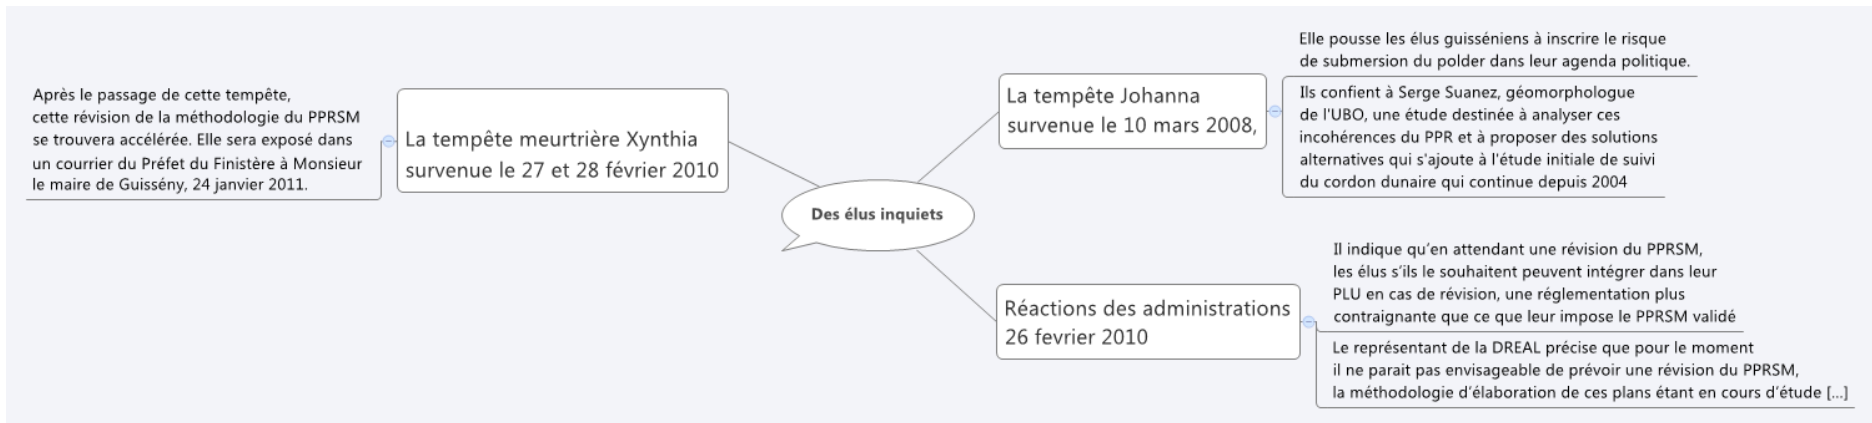 Des élus inquiets
La tempête Johanna
survenue le 10 mars 2008,
Elle pousse les élus guisséniens à inscrire le risque
de submersion du polder dans leur agenda politique.
Ils confient à Serge Suanez, géomorphologue
de l'UBO, une étude destinée à analyser ces
incohérences du PPR et à proposer des solutions
alternatives qui s'ajoute à l'étude initiale de suivi
du cordon dunaire qui continue depuis 2004
Réactions des administrations
26 fevrier 2010
Il indique qu’en attendant une révision du PPRSM,
les élus s’ils le souhaitent peuvent intégrer dans leur
PLU en cas de révision, une réglementation plus
contraignante que ce que leur impose le PPRSM validé
Le représentant de la DREAL précise que pour le moment
il ne parait pas envisageable de prévoir une révision du PPRSM,
la méthodologie d’élaboration de ces plans étant en cours d’étude [...]
La tempête meurtrière Xynthia
survenue le 27 et 28 février 2010
Après le passage de cette tempête,
cette révision de la méthodologie du PPRSM
se trouvera accélérée. Elle sera exposé dans
un courrier du Préfet du Finistère à Monsieur
le maire de Guissény, 24 janvier 2011.